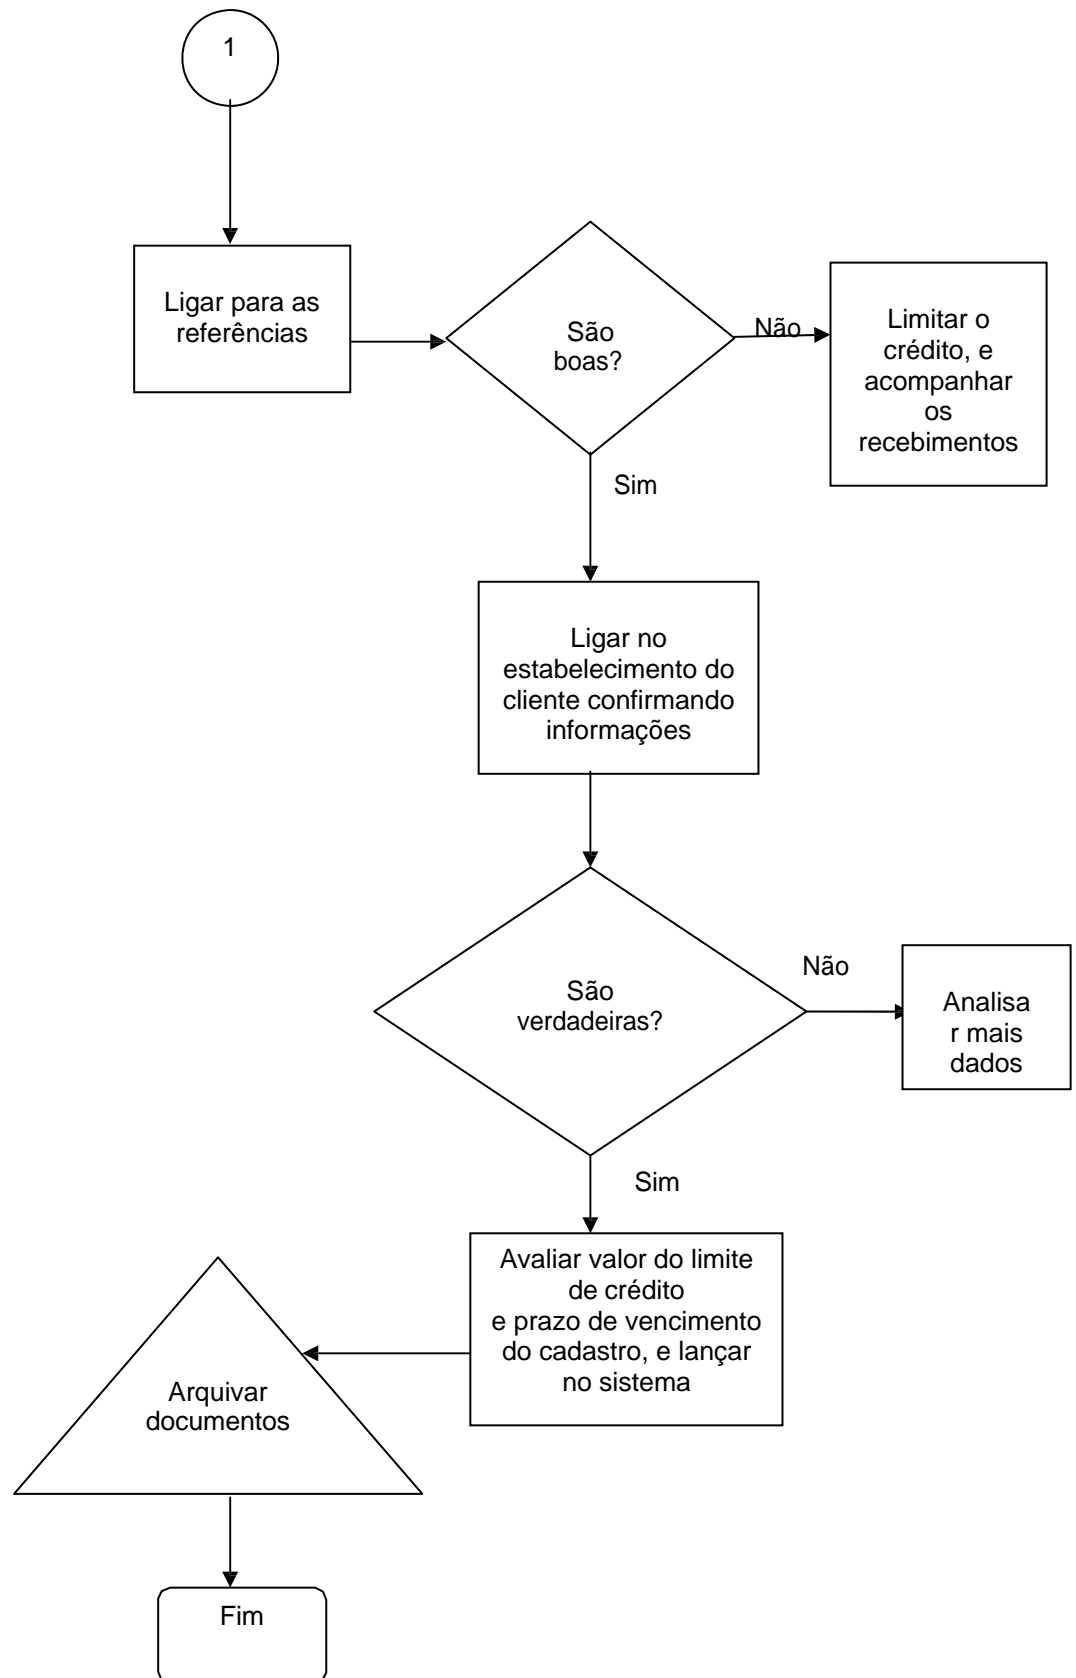 1
Ligar para as
referências
São
boas?
Não
Limitar o
crédito, e
acompanhar
os
recebimentos
Sim
Ligar no
estabelecimento do
cliente confirmando
informações
São
verdadeiras?
Não
Analisa
r mais
dados
Sim
Avaliar valor do limite
de crédito
e prazo de vencimento
do cadastro, e lançar
no sistema
Arquivar
documentos
Fim